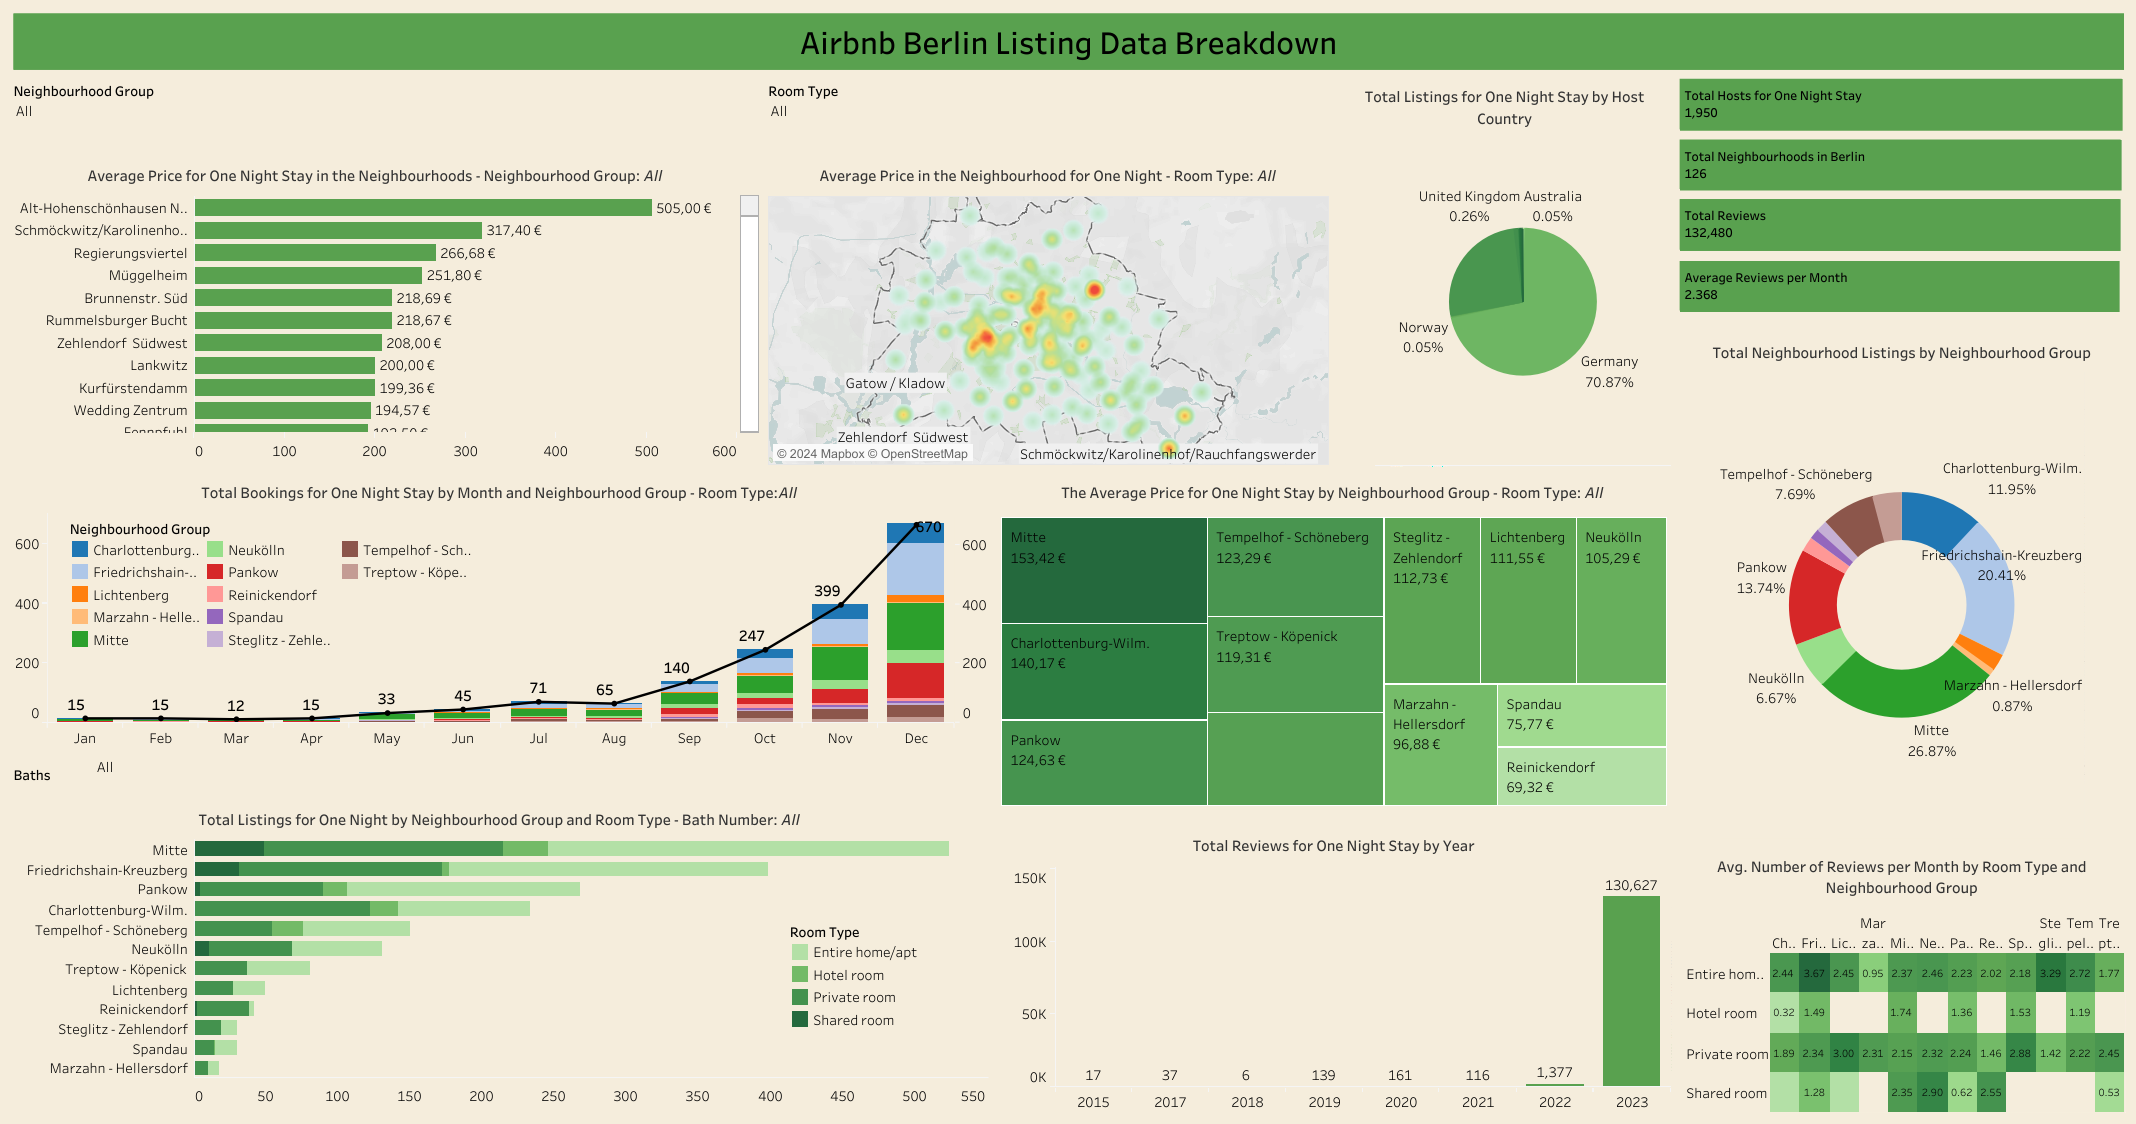 Airbnb Berlin Listing Data Breakdown
Neighbourhood Group
All
Room Type
All
Average Price for One Night Stay in the Neighbourhoods - Neighbourhood Group: All
Alt-Hohenschönhausen N.. 505,00 €
Schmöckwitz/Karolinenho.. 317,40 €
Regierungsviertel 266,68 €
Müggelheim 251,80 €
Brunnenstr. Süd 218,69 €
Rummelsburger Bucht 218,67 €
Zehlendorf Südwest 208,00 €
Lankwitz 200,00 €
Kurfürstendamm 199,36 €
Wedding Zentrum 194,57 €
0 100 200 300 400 500 600
Average Price in the Neighbourhood for One Night - Room Type: All
Gatow / Kladow
Zehlendorf Südwest
© 2024 Mapbox © OpenStreetMap
Schmöckwitz/Karolinenhof/Rauchfangswerder
Total Listings for One Night Stay by Host
Country
United Kingdom
0.26%
Australia
0.05%
Norway
0.05%
Germany
70.87%
Total Hosts for One Night Stay
1,950
Total Neighbourhoods in Berlin
126
Total Reviews
132,480
Average Reviews per Month
2.368
Total Neighbourhood Listings by Neighbourhood Group
Tempelhof - Schöneberg
7.69%
Charlottenburg-Wilm.
11.95%
Friedrichshain-Kreuzberg
20.41%
Pankow
13.74%
Neukölln
6.67%
Marzahn - Hellersdorf
0.87%
Mitte
26.87%
Total Bookings for One Night Stay by Month and Neighbourhood Group - Room Type:All
Neighbourhood Group
Charlottenburg..
Friedrichshain-..
Lichtenberg
Marzahn - Helle..
Mitte
Neukölln
Pankow
Reinickendorf
Spandau
Steglitz - Zehle..
Tempelhof - Sch..
Treptow - Köpe..
600
400
200
0
15 15 12 15 33 45 71 65 140 247 399 670
600
400
200
0
Jan Feb Mar Apr May Jun Jul Aug Sep Oct Nov Dec
The Average Price for One Night Stay by Neighbourhood Group - Room Type: All
Mitte
153,42 €
Charlottenburg-Wilm.
140,17 €
Pankow
124,63 €
Tempelhof - Schöneberg
123,29 €
Treptow - Köpenick
119,31 €
Steglitz -
Zehlendorf
112,73 €
Lichtenberg
111,55 €
Neukölln
105,29 €
Marzahn -
Hellersdorf
96,88 €
Spandau
75,77 €
Reinickendorf
69,32 €
Baths
All
Total Listings for One Night by Neighbourhood Group and Room Type - Bath Number: All
Mitte
Friedrichshain-Kreuzberg
Pankow
Charlottenburg-Wilm.
Tempelhof - Schöneberg
Neukölln
Treptow - Köpenick
Lichtenberg
Reinickendorf
Steglitz - Zehlendorf
Spandau
Marzahn - Hellersdorf
0 50 100 150 200 250 300 350 400 450 500 550
Room Type
Entire home/apt
Hotel room
Private room
Shared room
Total Reviews for One Night Stay by Year
150K
100K
50K
0K
17 37 6 139 161 116 1,377 130,627
2015 2017 2018 2019 2020 2021 2022 2023
Avg. Number of Reviews per Month by Room Type and
Neighbourhood Group
Mar Ste Tem Tre
Ch.. Fri.. Lic.. za.. Mi.. Ne.. Pa.. Re.. Sp.. gli.. pel.. pt..
Entire hom.. 2.44 3.67 2.45 0.95 2.37 2.46 2.23 2.02 2.18 3.29 2.72 1.77
Hotel room 0.32 1.49 1.74 1.36 1.53 1.19
Private room 1.89 2.34 3.00 2.31 2.15 2.32 2.24 1.46 2.88 1.42 2.22 2.45
Shared room 1.28 2.35 2.90 0.62 2.55 0.53